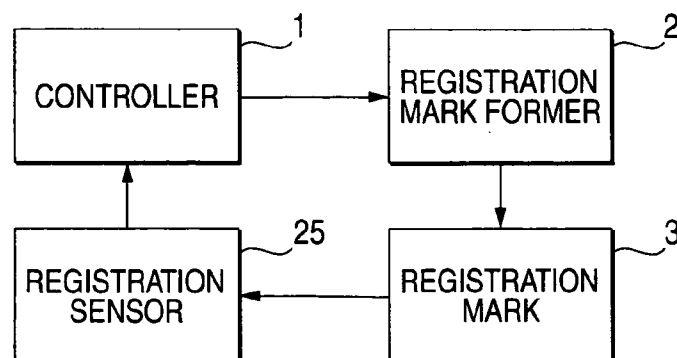 1
CONTROLLER
2
REGISTRATION
MARK FORMER
25
REGISTRATION
SENSOR
3
REGISTRATION
MARK